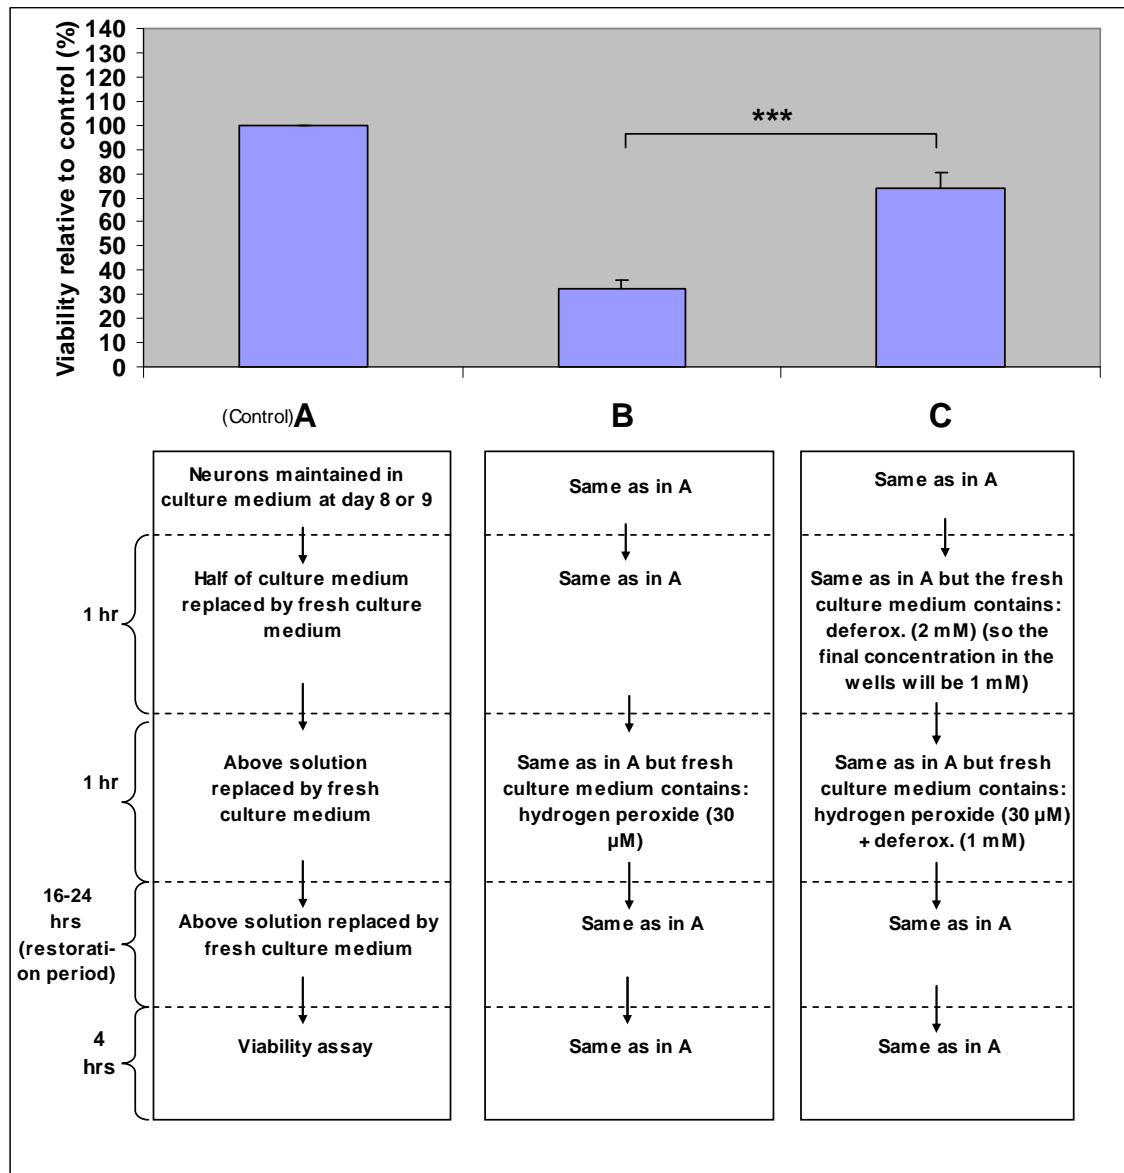 Viability relative to control (%)
140
130
120
110
100
90
80
70
60
50
40
30
20
10
0
***
(Control) A
B
C
Neurons maintained in
culture medium at day 8 or 9
Same as in A
Same as in A
1 hr
Half of culture medium
replaced by fresh culture
medium
Same as in A
Same as in A but the fresh
culture medium contains:
deferox. (2 mM) (so the
final concentration in the
wells will be 1 mM)
1 hr
Above solution
replaced by fresh
culture medium
Same as in A but fresh
culture medium contains:
hydrogen peroxide (30
µM)
Same as in A but fresh
culture medium contains:
hydrogen peroxide (30 µM)
+ deferox. (1 mM)
16-24
hrs
(restorati-
on period)
Above solution replaced by
fresh culture medium
Same as in A
Same as in A
4
hrs
Viability assay
Same as in A
Same as in A